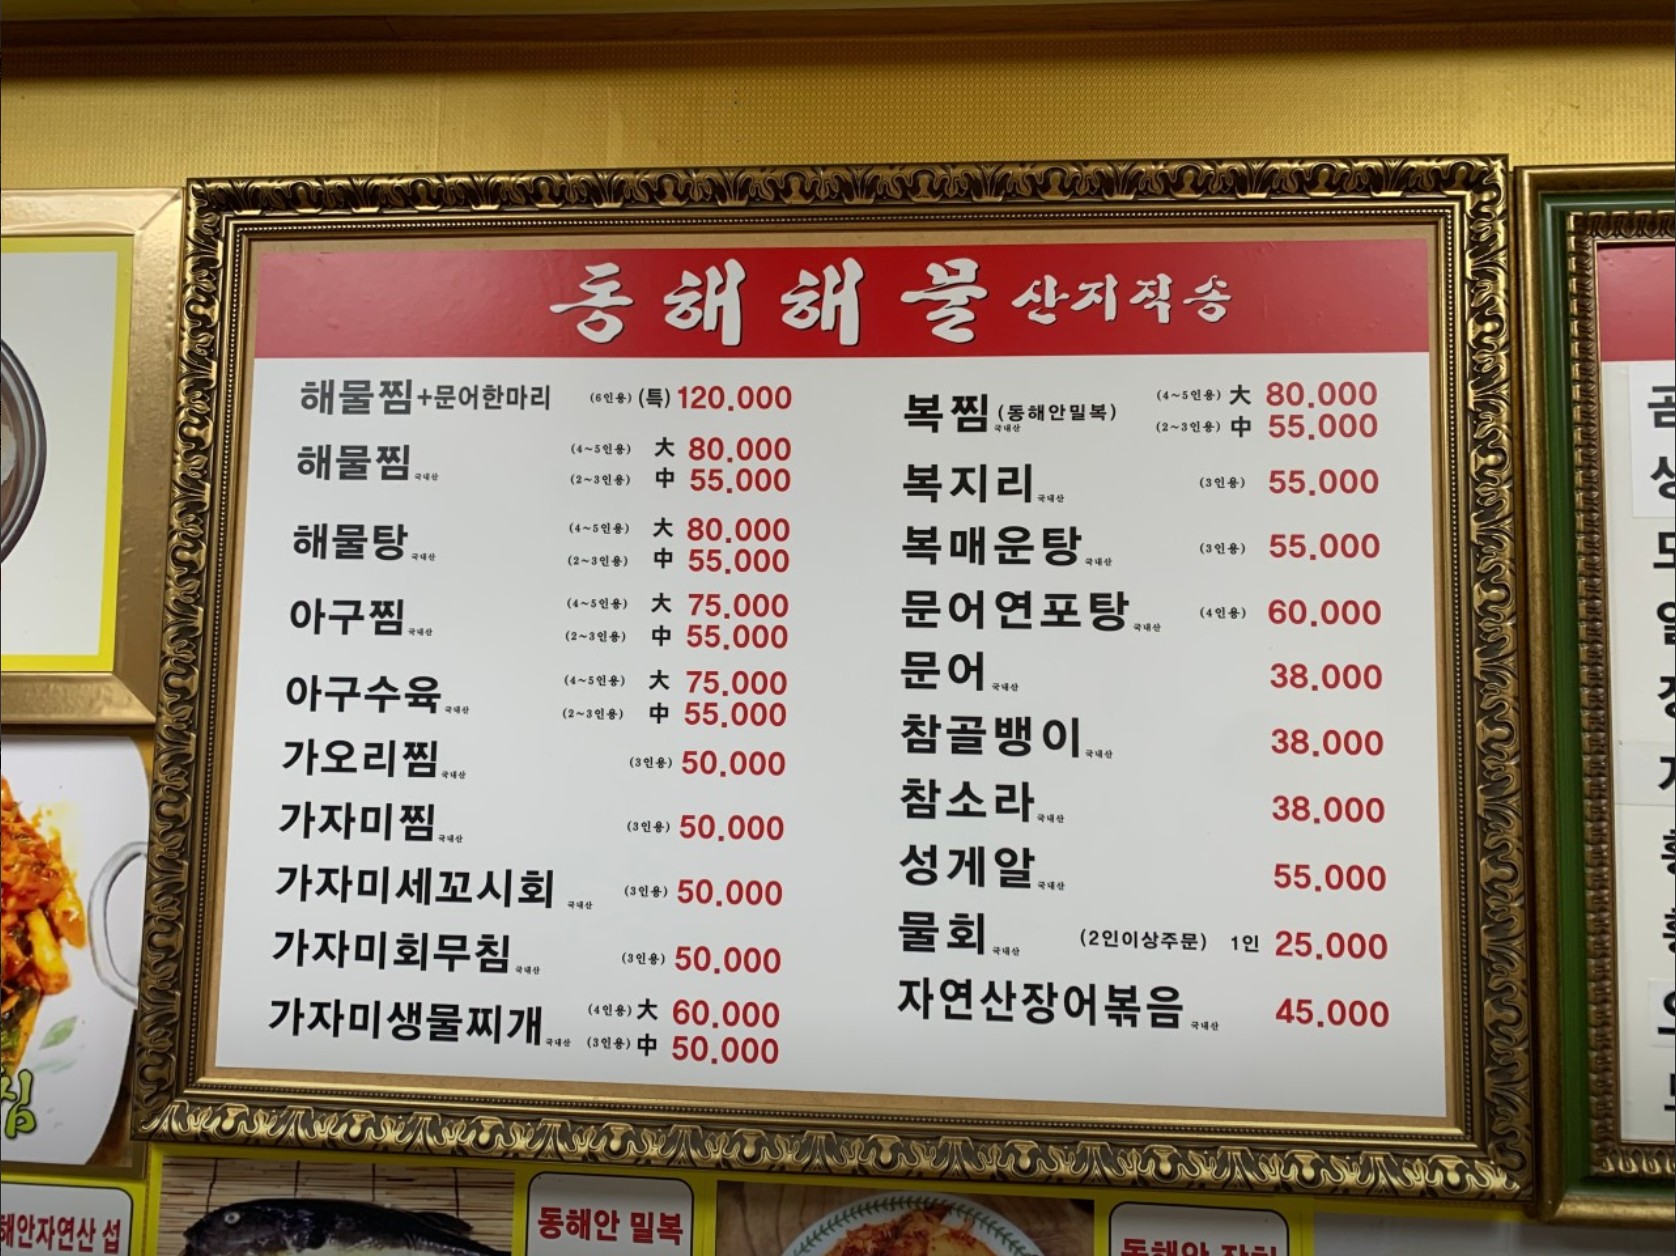 동해해물 산지직송
해물찜+문어한마리 (6인용) (특) 120.000
해물찜 국내산 (4~5인용) 大 80.000
(2~3인용) 中 55.000
해물탕 국내산 (4~5인용) 大 80.000
(2~3인용) 中 55.000
아구찜 국내산 (4~5인용) 大 75.000
(2~3인용) 中 55.000
아구수육 국내산 (4~5인용) 大 75.000
(2~3인용) 中 55.000
가오리찜 국내산 (3인용) 50.000
가자미찜 국내산 (3인용) 50.000
가자미세꼬시회 국내산 (3인용) 50.000
가자미회무침 국내산 (3인용) 50.000
가자미생물찌개 국내산 (4인용) 大 60.000
(3인용) 中 50.000
복찜 (동해안밀복) 국내산 (4~5인용) 大 80.000
(2~3인용) 中 55.000
복지리 국내산 (3인용) 55.000
복매운탕 국내산 (3인용) 55.000
문어연포탕 국내산 (4인용) 60.000
문어 국내산 38.000
참골뱅이 국내산 38.000
참소라 국내산 38.000
성게알 국내산 55.000
물회 국내산 (2인이상주문) 1인 25.000
자연산장어볶음 국내산 45.000
해안자연산 섭
동해안 밀복
동해안